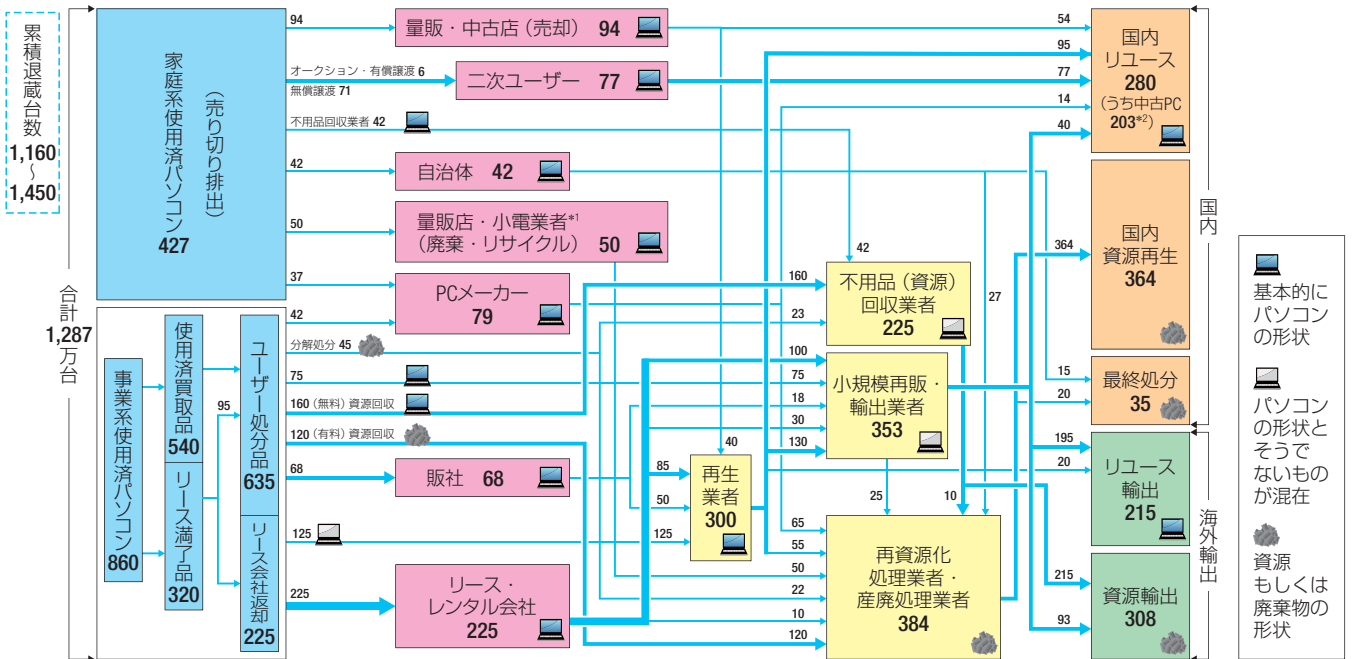 累積退蔵台数
1,160
～
1,450
合計
1,287
万台
家庭系使用済パソコン
（売り切り排出）
427
事業系使用済パソコン
860
使用済買取品
540
リース満了品
320
95
ユーザー処分品
635
リース会社返却
225
94
オークション・有償譲渡 6
無償譲渡 71
不用品回収業者 42
42
50
37
42
分解処分 45
75
160 (無料) 資源回収
120 (有料) 資源回収
68
125
225
量販・中古店（売却） 94
二次ユーザー 77
自治体 42
量販店・小電業者*1
（廃棄・リサイクル） 50
PCメーカー
79
販社 68
リース・
レンタル会社
225
40
85
50
125
再生
業者
300
42
160
23
不用品（資源）
回収業者
225
100
75
18
30
130
小規模再販・
輸出業者
353
25
10
27
65
55
50
22
10
120
再資源化
処理業者・
産廃処理業者
384
54
95
77
14
40
国内
リユース
280
（うち中古PC
203*2）
364
国内
資源再生
364
15
20
最終処分
35
195
20
リユース
輸出
215
215
93
資源輸出
308
国内
海外輸出
基本的に
パソコン
の形状
パソコン
の形状と
そうで
ないもの
が混在
資源
もしくは
廃棄物の
形状